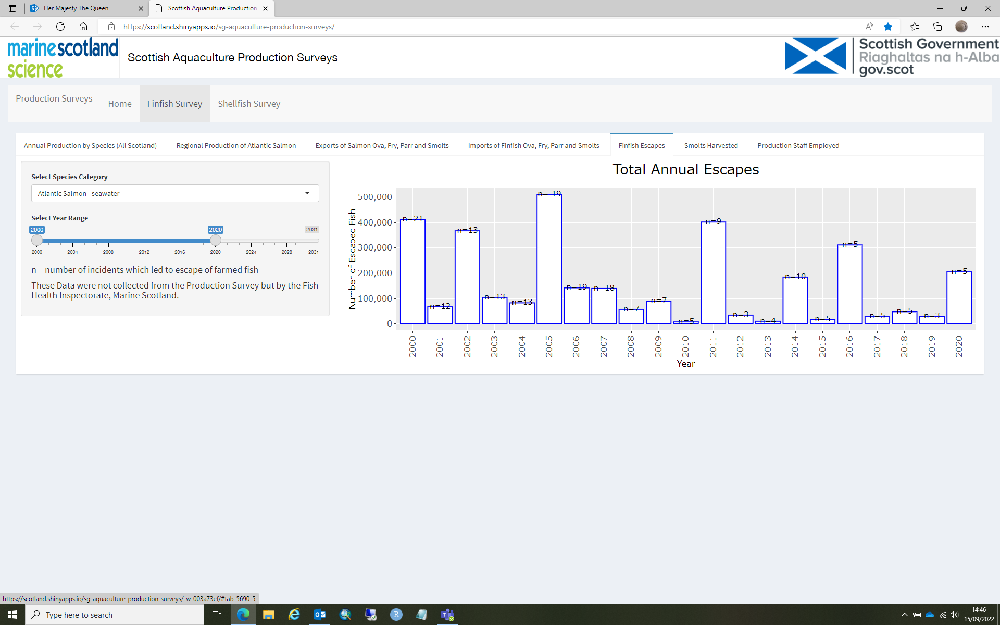 Her Majesty The Queen
Scottish Aquaculture Production
https://scotland.shinyapps.io/sg-aquaculture-production-surveys/
marinescotland
science
Scottish Aquaculture Production Surveys
Scottish Government
Riaghaltas na h-Alba
gov.scot
Production Surveys
Home
Finfish Survey
Shellfish Survey
Annual Production by Species (All Scotland)
Regional Production of Atlantic Salmon
Exports of Salmon Ova, Fry, Parr and Smolts
Imports of Finfish Ova, Fry, Parr and Smolts
Finfish Escapes
Smolts Harvested
Production Staff Employed
Select Species Category
Atlantic Salmon - seawater
Select Year Range
2000
2020
2031
2000 2004 2008 2012 2016 2020 2024 2028 2031
n = number of incidents which led to escape of farmed fish
These Data were not collected from the Production Survey but by the Fish
Health Inspectorate, Marine Scotland.
Total Annual Escapes
Number of Escaped Fish
500,000
400,000
300,000
200,000
100,000
0
n=21
n=12
n=13
n=13
n=13
n= 19
n=19
n=18
n=7
n=7
n=5
n=9
n=3
n=4
n=10
n=5
n=5
n=5
n=5
n=3
n=5
2000
2001
2002
2003
2004
2005
2006
2007
2008
2009
2010
2011
2012
2013
2014
2015
2016
2017
2018
2019
2020
Year
https://scotland.shinyapps.io/sg-aquaculture-production-surveys/_w_003a73ef/#tab-5690-5
Type here to search
14:46
15/09/2022